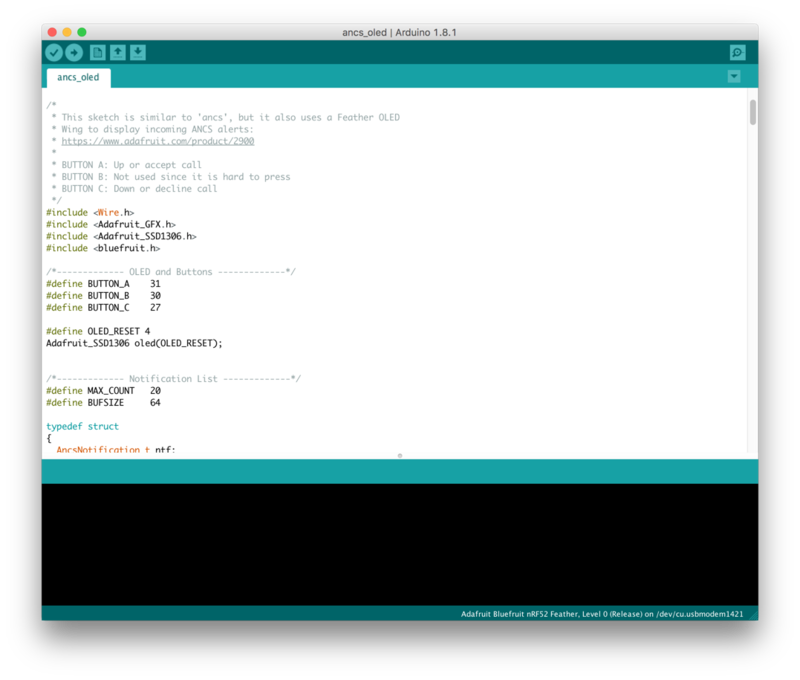 ancs_oled | Arduino 1.8.1
ancs_oled
/*
 * This sketch is similar to 'ancs', but it also uses a Feather OLED
 * Wing to display incoming ANCS alerts:
 * https://www.adafruit.com/product/2900
 *
 * BUTTON A: Up or accept call
 * BUTTON B: Not used since it is hard to press
 * BUTTON C: Down or decline call
 */
#include <Wire.h>
#include <Adafruit_GFX.h>
#include <Adafruit_SSD1306.h>
#include <bluefruit.h>
/*------------- OLED and Buttons -------------*/
#define BUTTON_A    31
#define BUTTON_B    30
#define BUTTON_C    27
#define OLED_RESET 4
Adafruit_SSD1306 oled(OLED_RESET);
/*------------- Notification List -------------*/
#define MAX_COUNT   20
#define BUFSIZE     64
typedef struct
{
  AncsNotification_t ntf;
Adafruit Bluefruit nRF52 Feather, Level 0 (Release) on /dev/cu.usbmodem1421